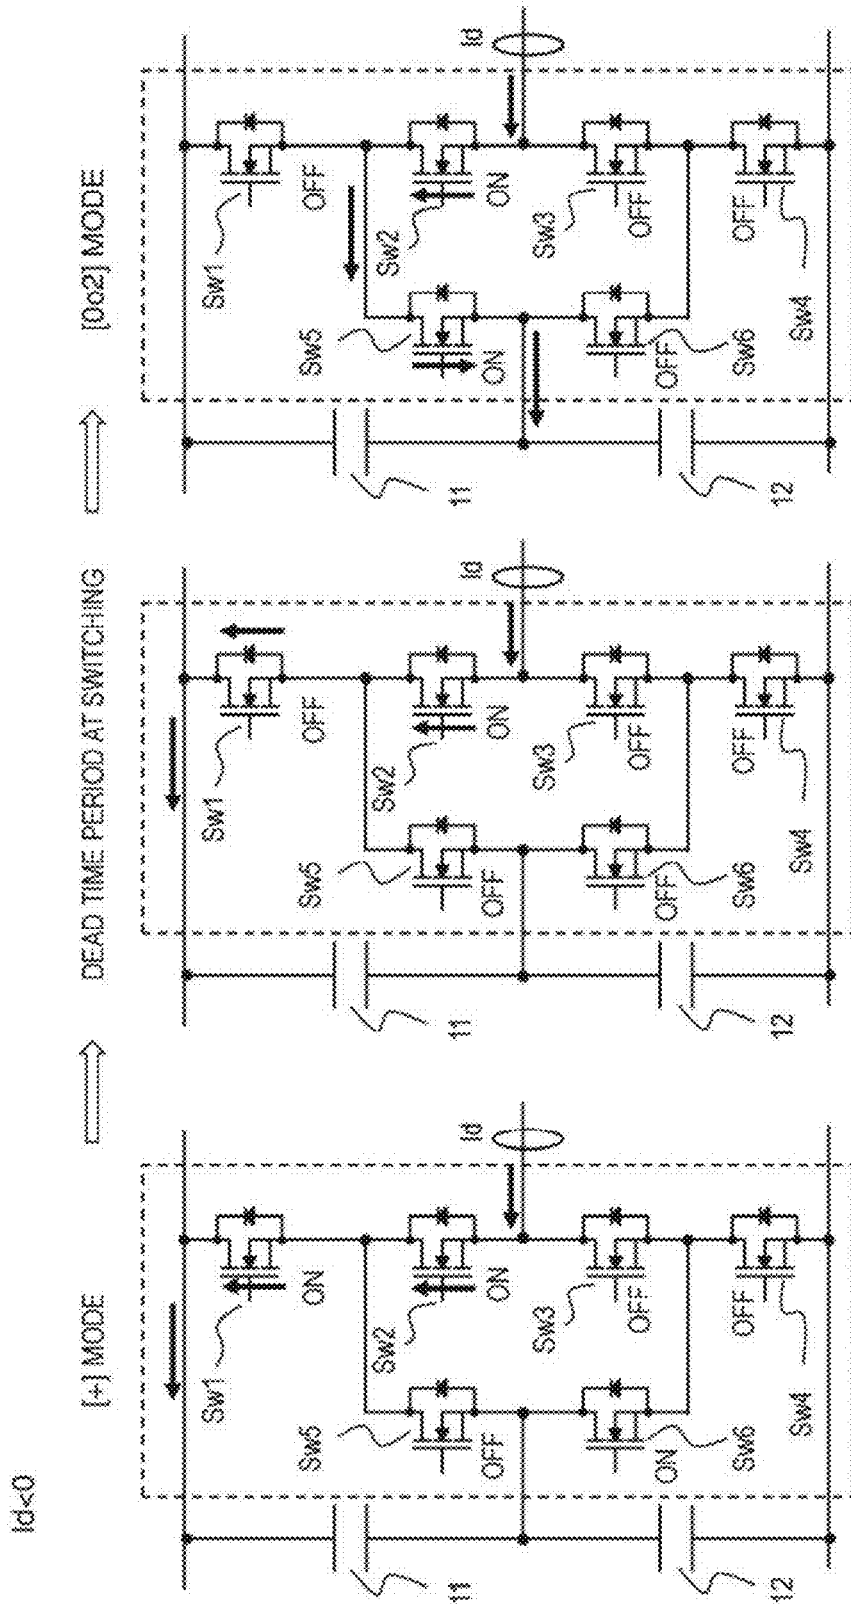 Id<0
[+] MODE
Sw1
ON
Sw5
OFF
Sw2
ON
11
Id
Sw3
OFF
ON
Sw6
OFF
Sw4
12
DEAD TIME PERIOD AT SWITCHING
Sw1
OFF
Sw5
OFF
Sw2
ON
11
Id
Sw3
OFF
OFF
Sw6
OFF
Sw4
12
[0o2] MODE
Sw1
OFF
Sw5
ON
Sw2
ON
11
Id
Sw3
OFF
OFF
Sw6
OFF
Sw4
12